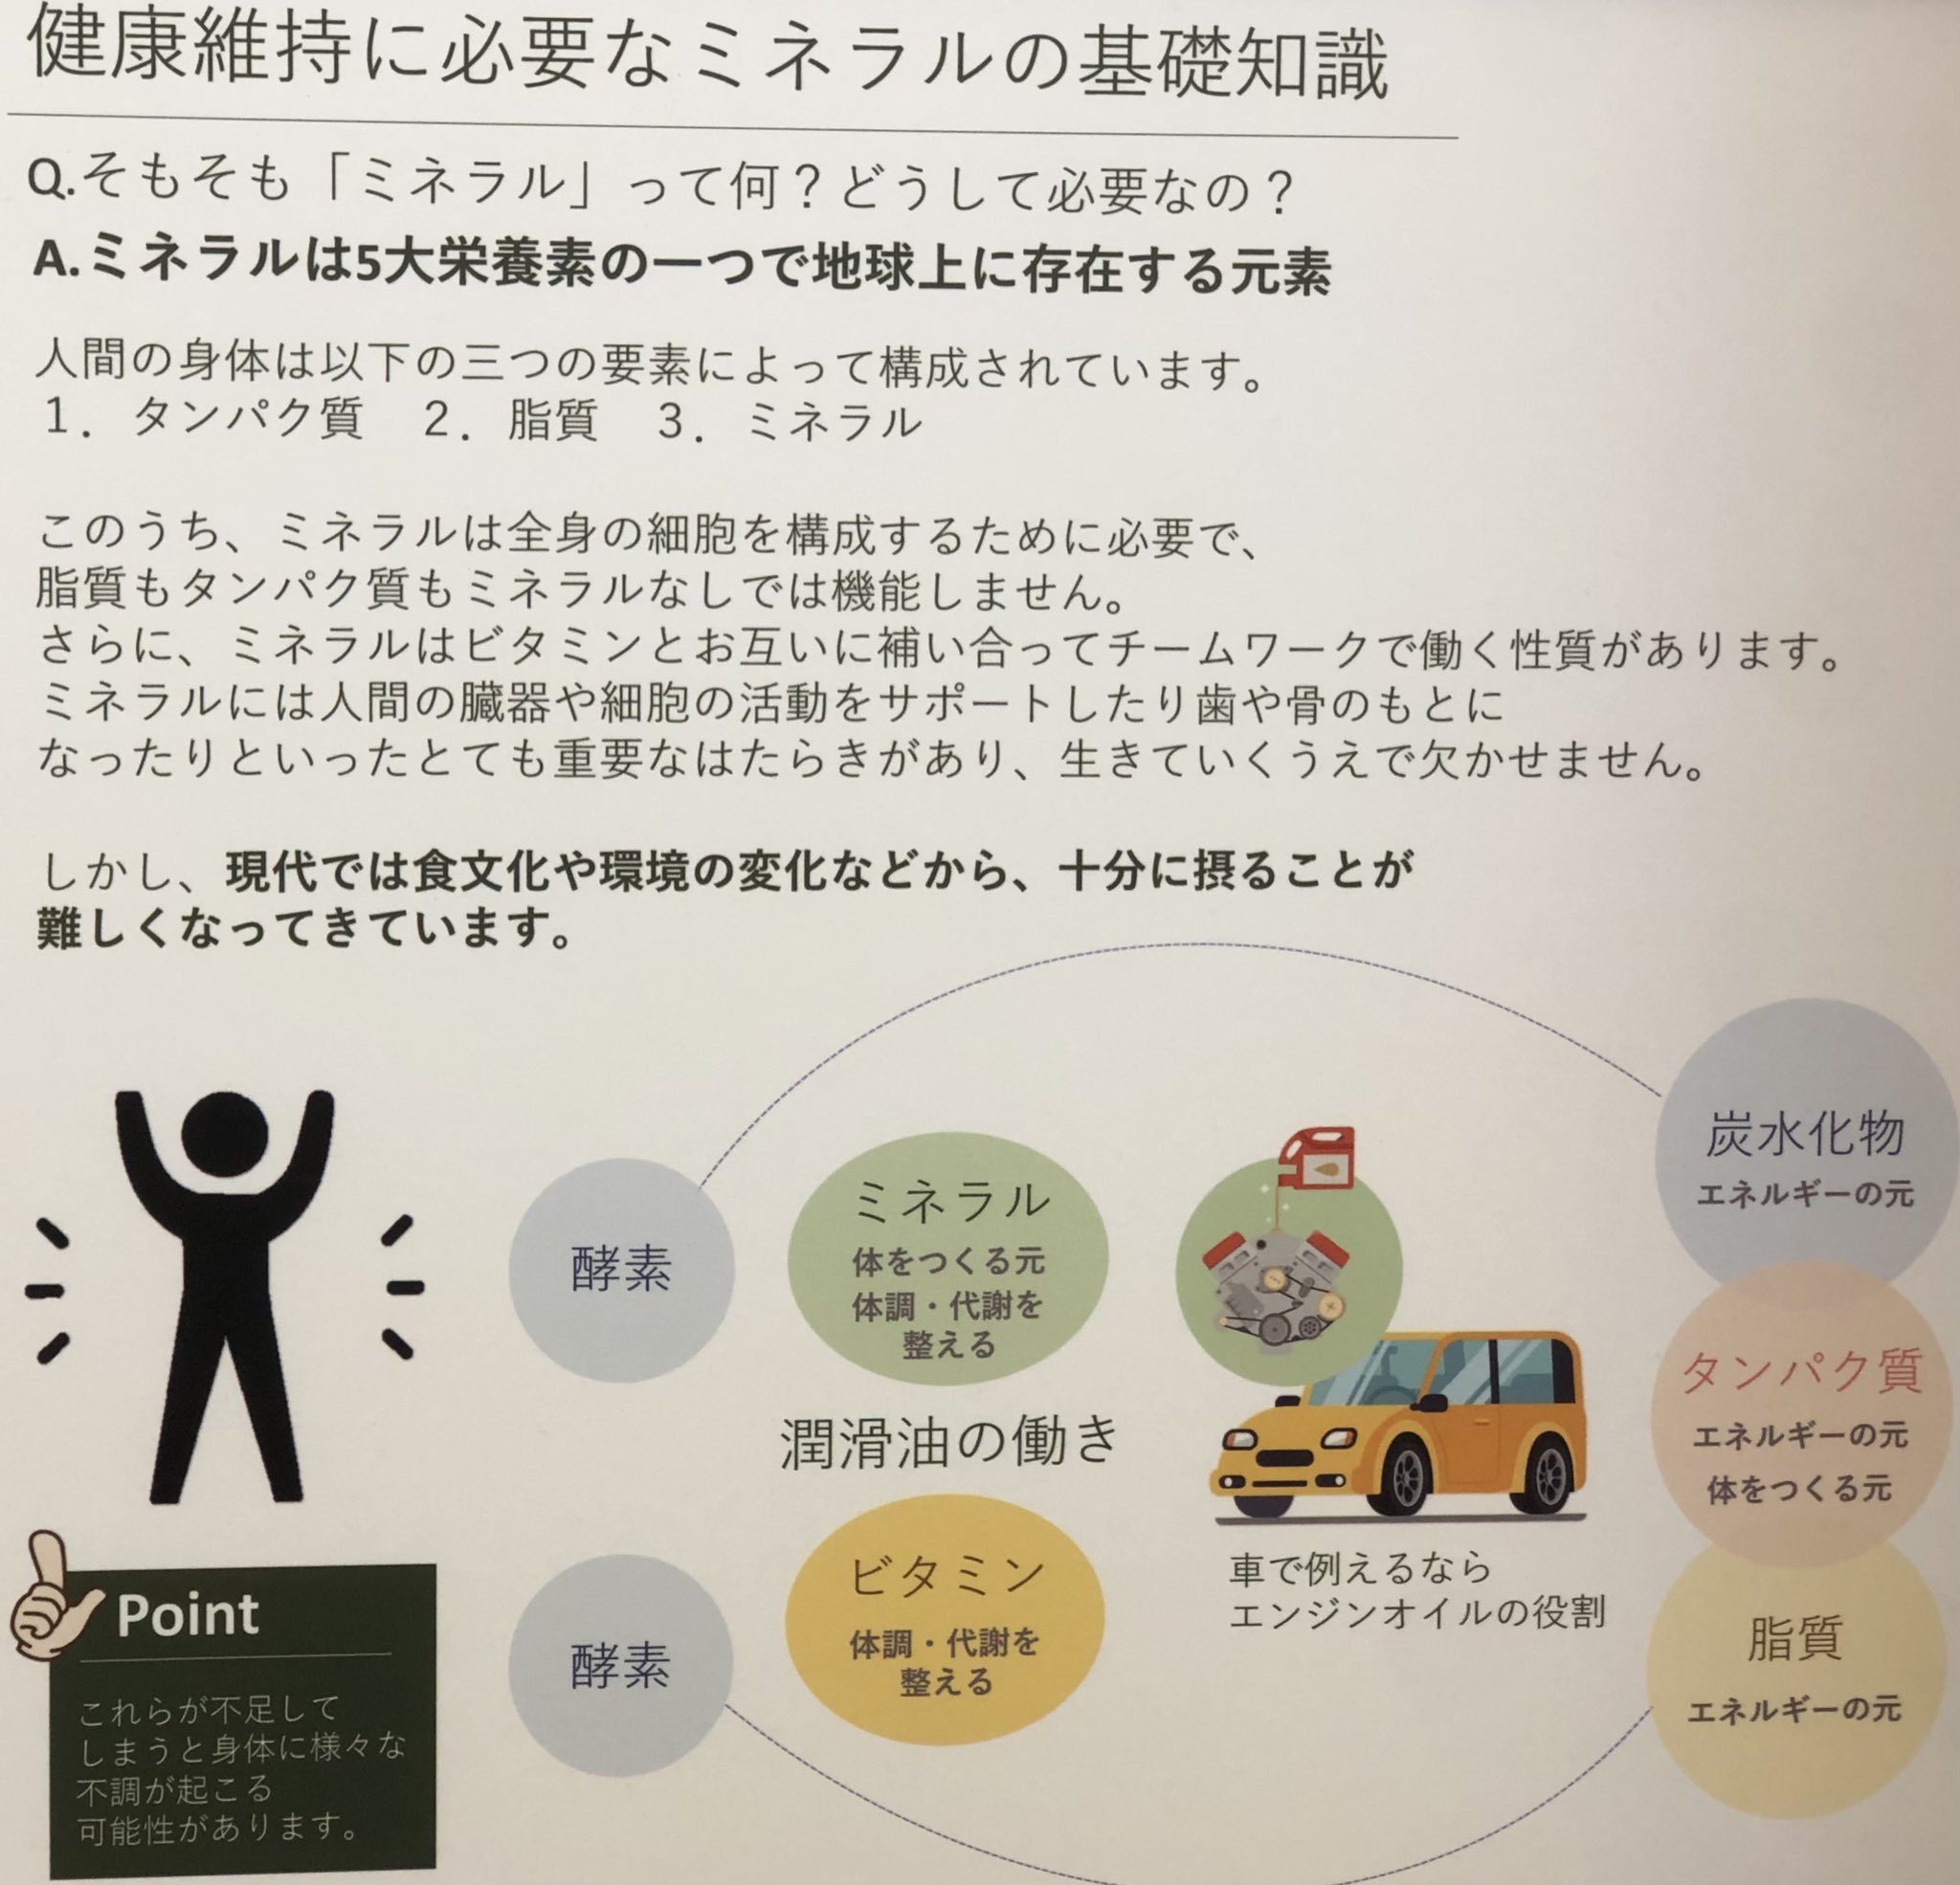 健康維持に必要なミネラルの基礎知識
Q.そもそも「ミネラル」って何？どうして必要なの？
A.ミネラルは5大栄養素の一つで地球上に存在する元素
人間の身体は以下の三つの要素によって構成されています。
1．タンパク質　2．脂質　3．ミネラル
このうち、ミネラルは全身の細胞を構成するために必要で、
脂質もタンパク質もミネラルなしでは機能しません。
さらに、ミネラルはビタミンとお互いに補い合ってチームワークで働く性質があります。
ミネラルには人間の臓器や細胞の活動をサポートしたり歯や骨のもとに
なったりといったとても重要なはたらきがあり、生きていくうえで欠かせません。
しかし、現代では食文化や環境の変化などから、十分に摂ることが
難しくなってきています。
酵素
ミネラル
体をつくる元
体調・代謝を
整える
潤滑油の働き
酵素
ビタミン
体調・代謝を
整える
車で例えるなら
エンジンオイルの役割
炭水化物
エネルギーの元
タンパク質
エネルギーの元
体をつくる元
脂質
エネルギーの元
Point
これらが不足して
しまうと身体に様々な
不調が起こる
可能性があります。